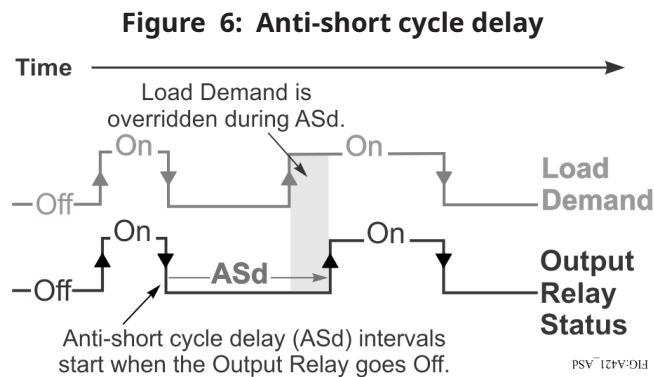 Figure 6: Anti-short cycle delay
Time
Load Demand is
overridden during ASd.
On
On
Off
Load
Demand
On
On
ASd
Off
Output
Relay
Status
Anti-short cycle delay (ASd) intervals
start when the Output Relay goes Off.
FIG:A421_ASd